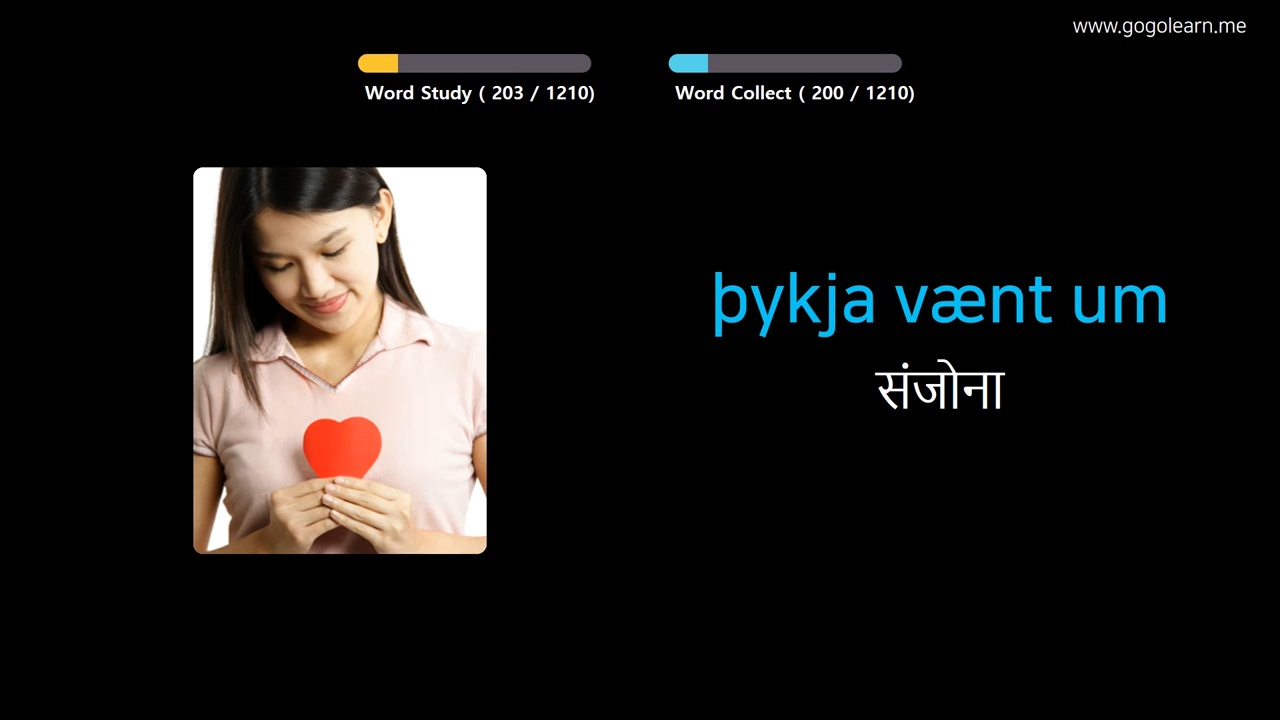 www.gogolearn.me
Word Study ( 203 / 1210)
Word Collect ( 200 / 1210)
þykja vænt um
संजोना